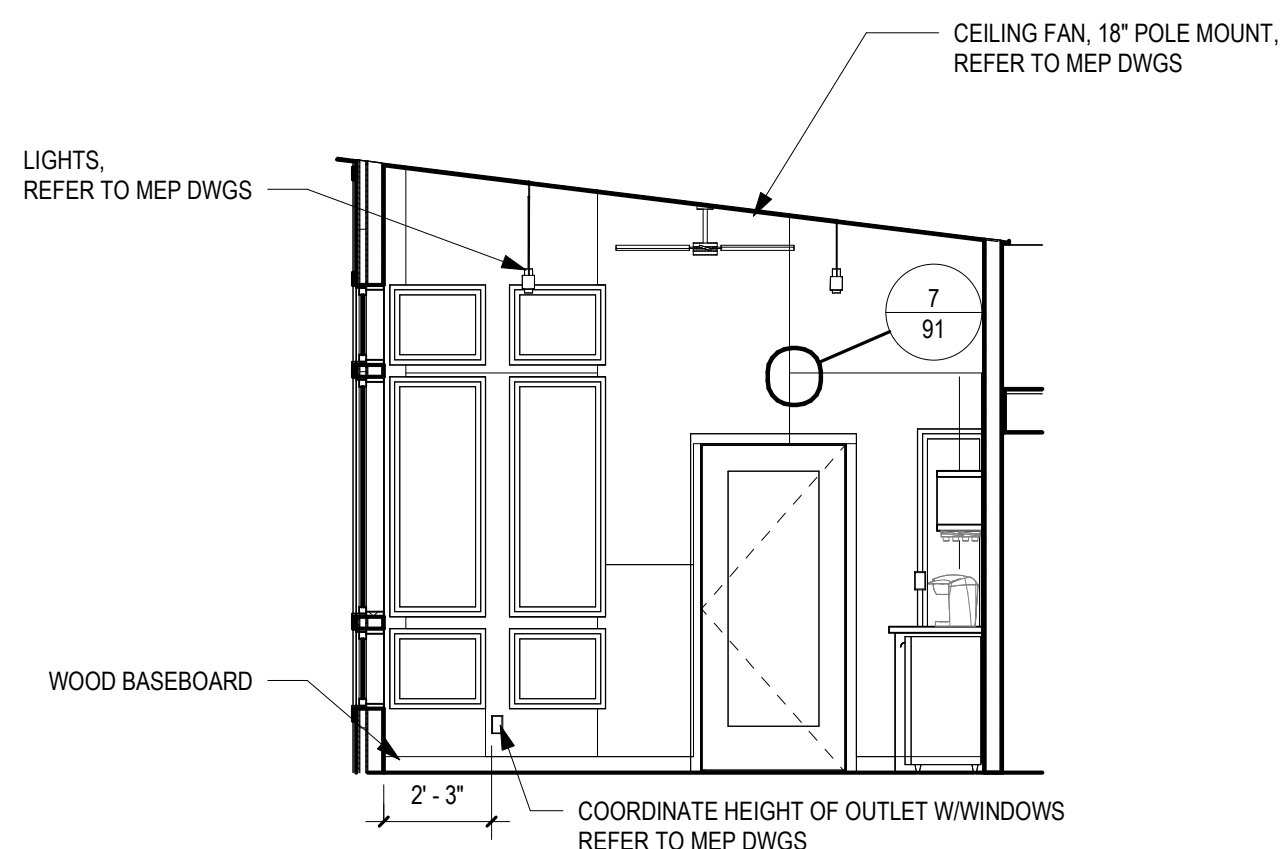 CEILING FAN, 18" POLE MOUNT,
REFER TO MEP DWGS
LIGHTS,
REFER TO MEP DWGS
7
91
WOOD BASEBOARD
2' - 3"
COORDINATE HEIGHT OF OUTLET W/WINDOWS
REFER TO MEP DWGS